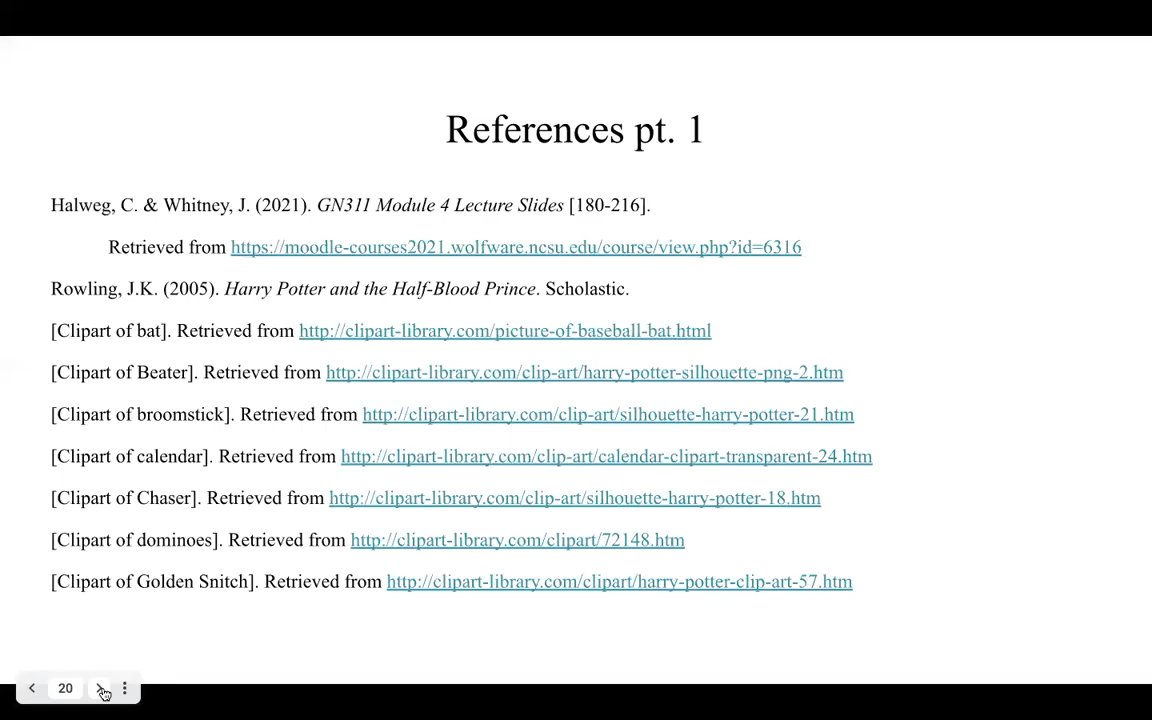 References pt. 1
Halweg, C. & Whitney, J. (2021). GN311 Module 4 Lecture Slides [180-216].
Retrieved from https://moodle-courses2021.wolfware.ncsu.edu/course/view.php?id=6316
Rowling, J.K. (2005). Harry Potter and the Half-Blood Prince. Scholastic.
[Clipart of bat]. Retrieved from http://clipart-library.com/picture-of-baseball-bat.html
[Clipart of Beater]. Retrieved from http://clipart-library.com/clip-art/harry-potter-silhouette-png-2.htm
[Clipart of broomstick]. Retrieved from http://clipart-library.com/clip-art/silhouette-harry-potter-21.htm
[Clipart of calendar]. Retrieved from http://clipart-library.com/clip-art/calendar-clipart-transparent-24.htm
[Clipart of Chaser]. Retrieved from http://clipart-library.com/clip-art/silhouette-harry-potter-18.htm
[Clipart of dominoes]. Retrieved from http://clipart-library.com/clipart/72148.htm
[Clipart of Golden Snitch]. Retrieved from http://clipart-library.com/clipart/harry-potter-clip-art-57.htm
20